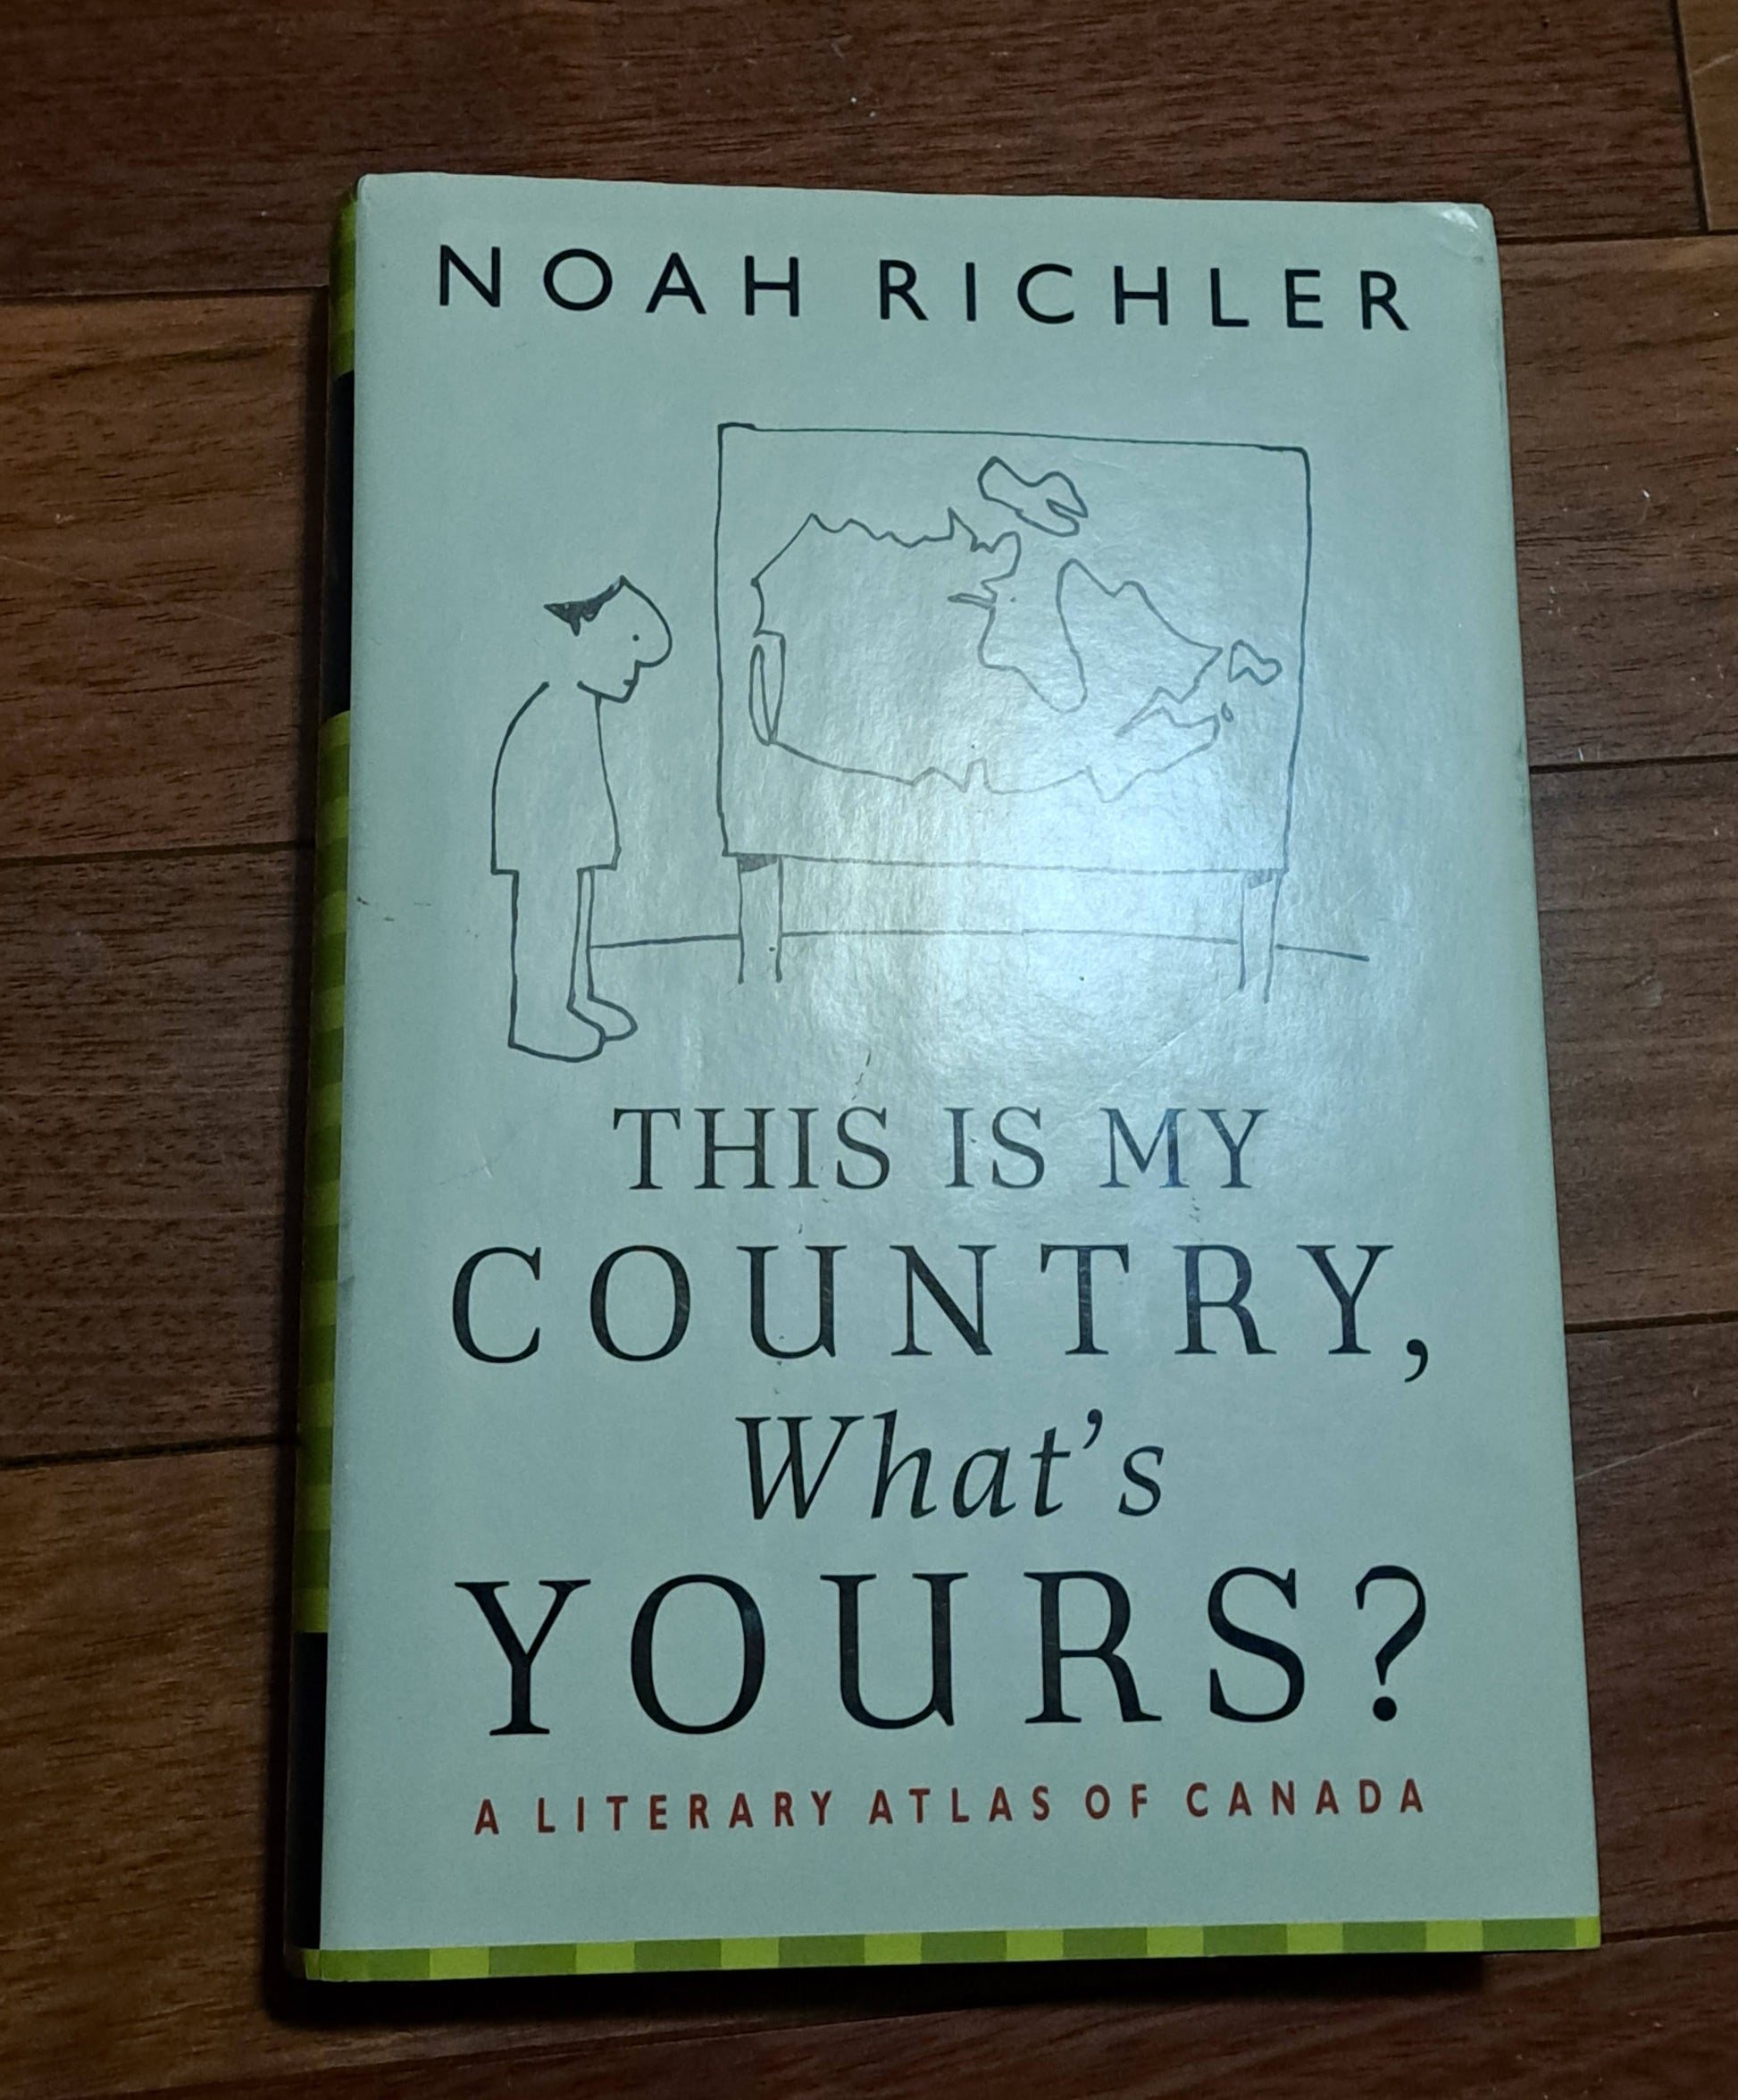 NOAH RICHLER
THIS IS MY
COUNTRY,
What's
YOURS?
A LITERARY ATLAS OF CANADA